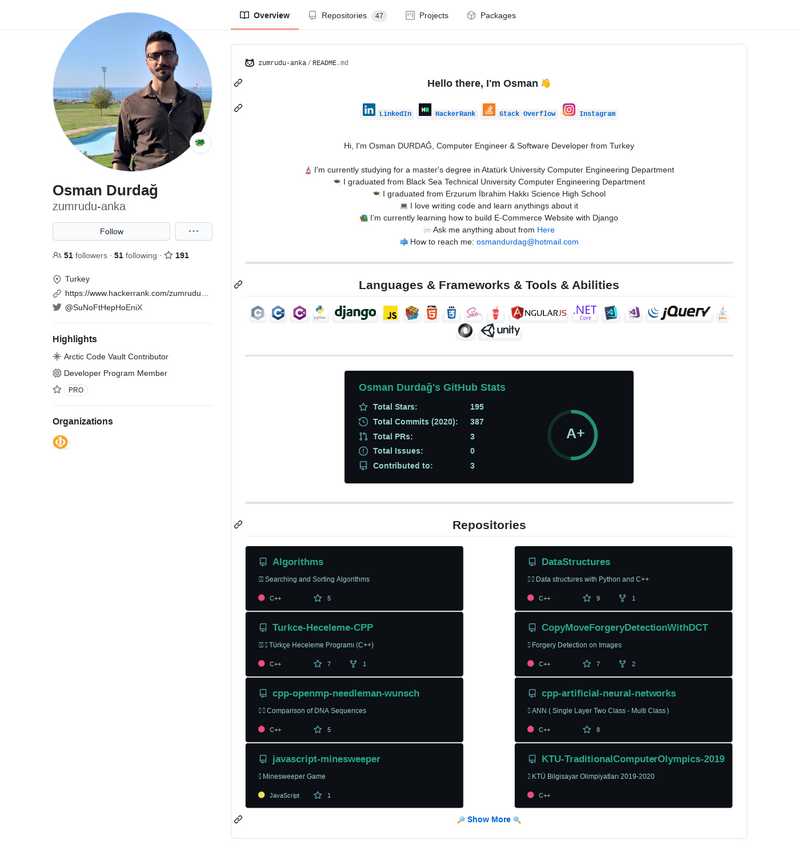 Overview
Repositories 47
Projects
Packages
Osman Durdağ
zumrudu-anka
Follow
51 followers · 51 following · 191
Turkey
https://www.hackerrank.com/zumrudu...
@SuNoFtHepHoEniX
Highlights
Arctic Code Vault Contributor
Developer Program Member
PRO
Organizations
zumrudu-anka / README.md
Hello there, I'm Osman
LinkedIn HackerRank Stack Overflow Instagram
Hi, I'm Osman DURDAĞ, Computer Engineer & Software Developer from Turkey
I'm currently studying for a master's degree in Atatürk University Computer Engineering Department
I graduated from Black Sea Technical University Computer Engineering Department
I graduated from Erzurum İbrahim Hakkı Science High School
I love writing code and learn anythings about it
I'm currently learning how to build E-Commerce Website with Django
Ask me anything about from Here
How to reach me: osmandurdag@hotmail.com
Languages & Frameworks & Tools & Abilities
python django JS Sass ANGULARJS .NET Core jQuery
unity
Osman Durdağ's GitHub Stats
Total Stars: 195
Total Commits (2020): 387
Total PRs: 3
Total Issues: 0
Contributed to: 3
A+
Repositories
Algorithms
Searching and Sorting Algorithms
C++ 5
DataStructures
Data structures with Python and C++
C++ 9 1
Turkce-Heceleme-CPP
Türkçe Heceleme Programı (C++)
C++ 7 1
CopyMoveForgeryDetectionWithDCT
Forgery Detection on Images
C++ 7 2
cpp-openmp-needleman-wunsch
Comparison of DNA Sequences
C++ 5
cpp-artificial-neural-networks
ANN ( Single Layer Two Class - Multi Class )
C++ 8
javascript-minesweeper
Minesweeper Game
JavaScript 1
KTU-TraditionalComputerOlympics-2019
KTÜ Bilgisayar Olimpiyatları 2019-2020
C++
Show More